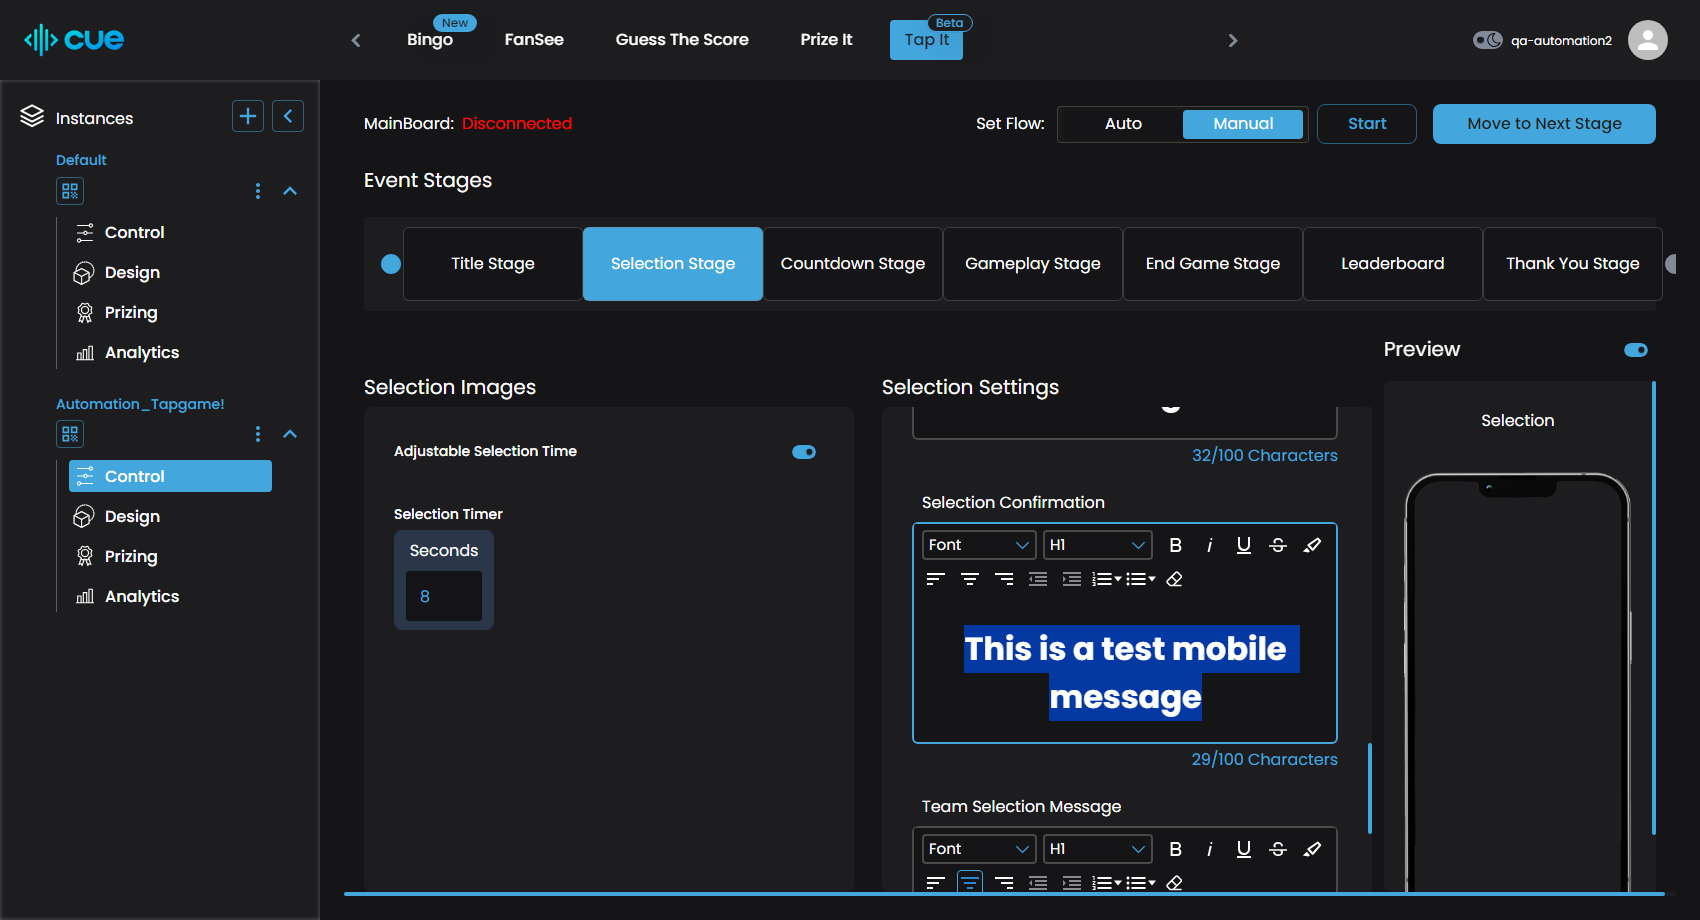 cue
New
Bingo
FanSee
Guess The Score
Prize It
Beta
Tap It
qa-automation2
Instances
Default
Control
Design
Prizing
Analytics
Automation_Tapgame!
Control
Design
Prizing
Analytics
MainBoard: Disconnected
Set Flow: Auto Manual Start Move to Next Stage
Event Stages
Title Stage Selection Stage Countdown Stage Gameplay Stage End Game Stage Leaderboard Thank You Stage
Selection Images
Adjustable Selection Time
Selection Timer
Seconds
8
Selection Settings
32/100 Characters
Selection Confirmation
Font H1 B i U S
This is a test mobile
message
29/100 Characters
Team Selection Message
Font H1 B i U S
Preview
Selection